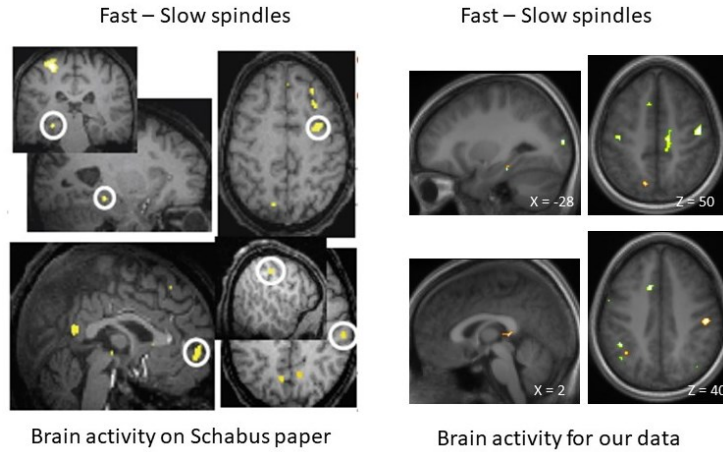 Fast – Slow spindles
Fast – Slow spindles
X = -28
Z = 50
X = 2
Z = 40
Brain activity on Schabus paper
Brain activity for our data